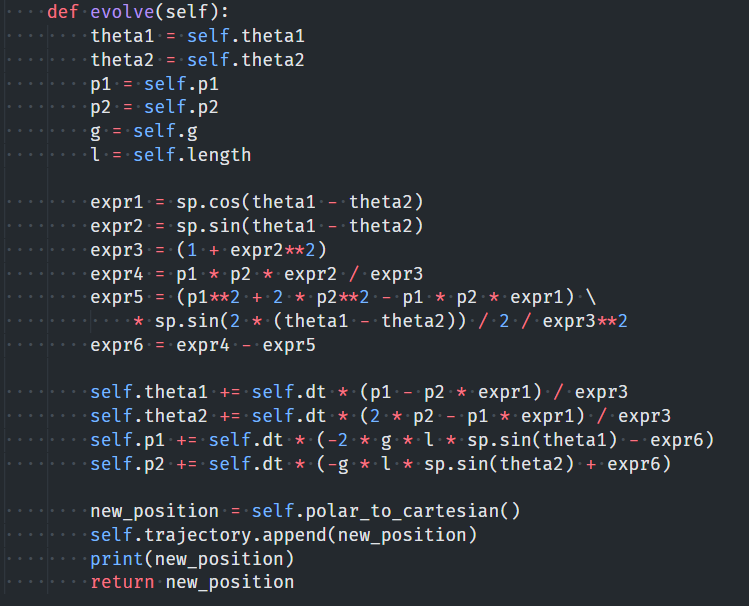 def evolve(self):
    theta1 = self.theta1
    theta2 = self.theta2
    p1 = self.p1
    p2 = self.p2
    g = self.g
    l = self.length

    expr1 = sp.cos(theta1 - theta2)
    expr2 = sp.sin(theta1 - theta2)
    expr3 = (1 + expr2**2)
    expr4 = p1 * p2 * expr2 / expr3
    expr5 = (p1**2 + 2 * p2**2 - p1 * p2 * expr1) \
        * sp.sin(2 * (theta1 - theta2)) / 2 / expr3**2
    expr6 = expr4 - expr5

    self.theta1 += self.dt * (p1 - p2 * expr1) / expr3
    self.theta2 += self.dt * (2 * p2 - p1 * expr1) / expr3
    self.p1 += self.dt * (-2 * g * l * sp.sin(theta1) - expr6)
    self.p2 += self.dt * (-g * l * sp.sin(theta2) + expr6)

    new_position = self.polar_to_cartesian()
    self.trajectory.append(new_position)
    print(new_position)
    return new_position